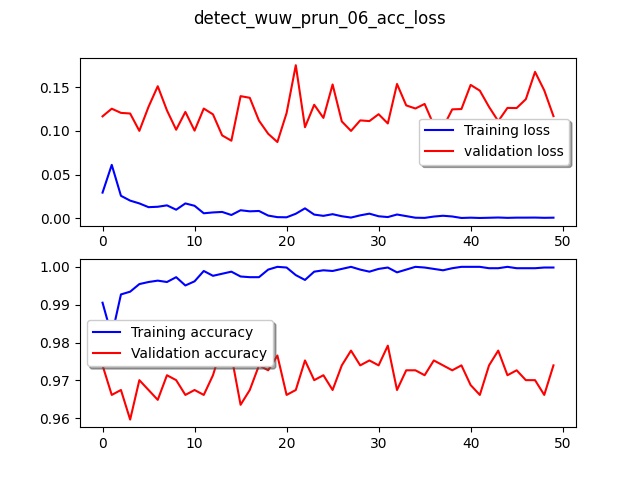 detect_wuw_prun_06_acc_loss
0.15
0.10
0.05
0.00
Training loss
validation loss
0 10 20 30 40 50
1.00
0.99
0.98
0.97
0.96
Training accuracy
Validation accuracy
0 10 20 30 40 50